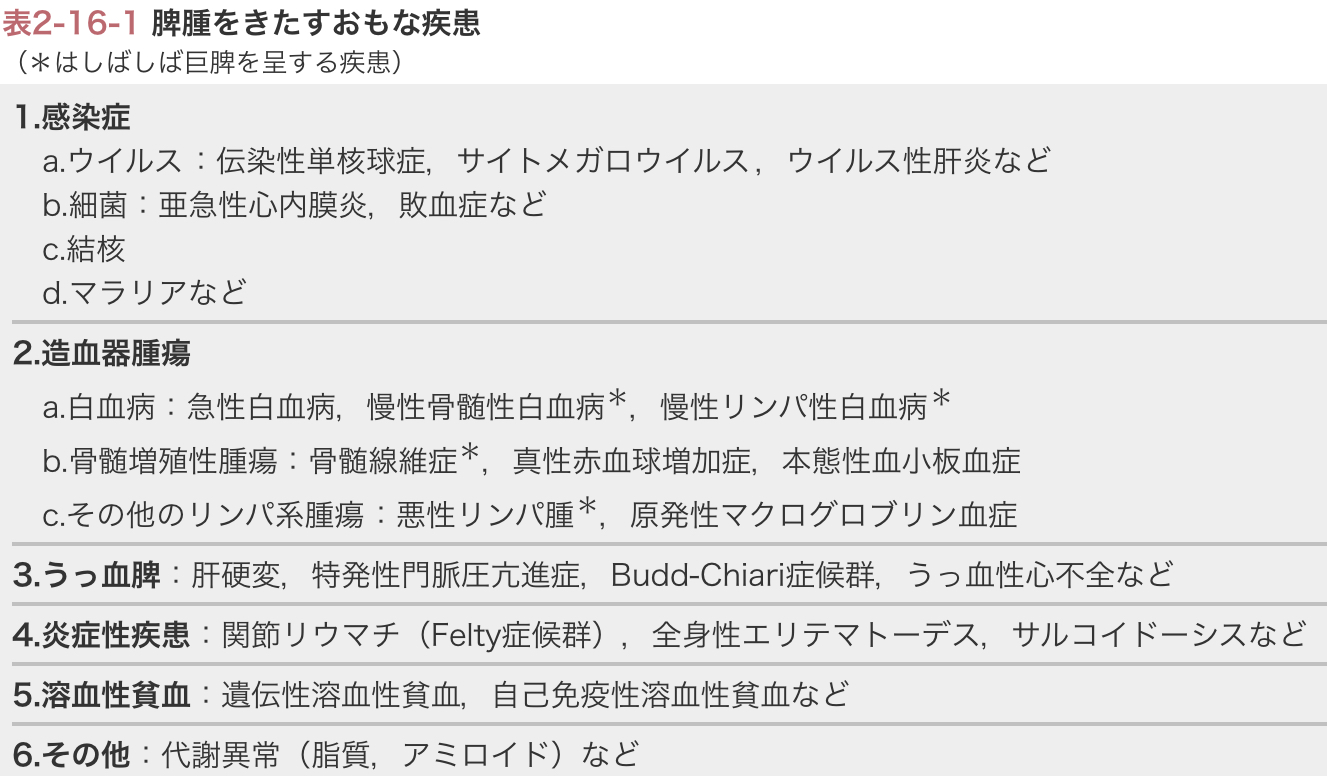 表2-16-1 脾腫をきたすおもな疾患
（＊はしばしば巨脾を呈する疾患）
1.感染症
a.ウイルス：伝染性単核球症，サイトメガロウイルス，ウイルス性肝炎など
b.細菌：亜急性心内膜炎，敗血症など
c.結核
d.マラリアなど
2.造血器腫瘍
a.白血病：急性白血病，慢性骨髄性白血病＊，慢性リンパ性白血病＊
b.骨髄増殖性腫瘍：骨髄線維症＊，真性赤血球増加症，本態性血小板血症
c.その他のリンパ系腫瘍：悪性リンパ腫＊，原発性マクログロブリン血症
3.うっ血脾：肝硬変，特発性門脈圧亢進症，Budd-Chiari症候群，うっ血性心不全など
4.炎症性疾患：関節リウマチ（Felty症候群），全身性エリテマトーデス，サルコイドーシスなど
5.溶血性貧血：遺伝性溶血性貧血，自己免疫性溶血性貧血など
6.その他：代謝異常（脂質，アミロイド）など